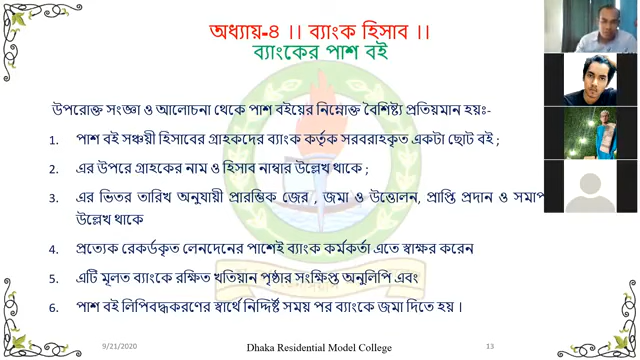 অধ্যায়-৪ ।। ব্যাংক হিসাব ।।
ব্যাংকের পাশ বই
উপরোক্ত সংজ্ঞা ও আলোচনা থেকে পাশ বইয়ের নিম্নোক্ত বৈশিষ্ট্য প্রতিয়মান হয়ঃ-
1. পাশ বই সঞ্চয়ী হিসাবের গ্রাহকদের ব্যাংক কর্তৃক সরবরাহকৃত একটা ছোট বই ;
2. এর উপরে গ্রাহকের নাম ও হিসাব নাম্বার উল্লেখ থাকে ;
3. এর ভিতর তারিখ অনুযায়ী প্রারম্ভিক জের , জমা ও উত্তোলন, প্রাপ্তি প্রদান ও সমাপ
উল্লেখ থাকে
4. প্রত্যেক রেকর্ডকৃত লেনদেনের পাশেই ব্যাংক কর্মকর্তা এতে স্বাক্ষর করেন
5. এটি মূলত ব্যাংকে রক্ষিত খতিয়ান পৃষ্ঠার সংক্ষিপ্ত অনুলিপি এবং
6. পাশ বই লিপিবদ্ধকরণের স্বার্থে নির্দিষ্ট সময় পর ব্যাংকে জমা দিতে হয় ।
9/21/2020 Dhaka Residential Model College 13